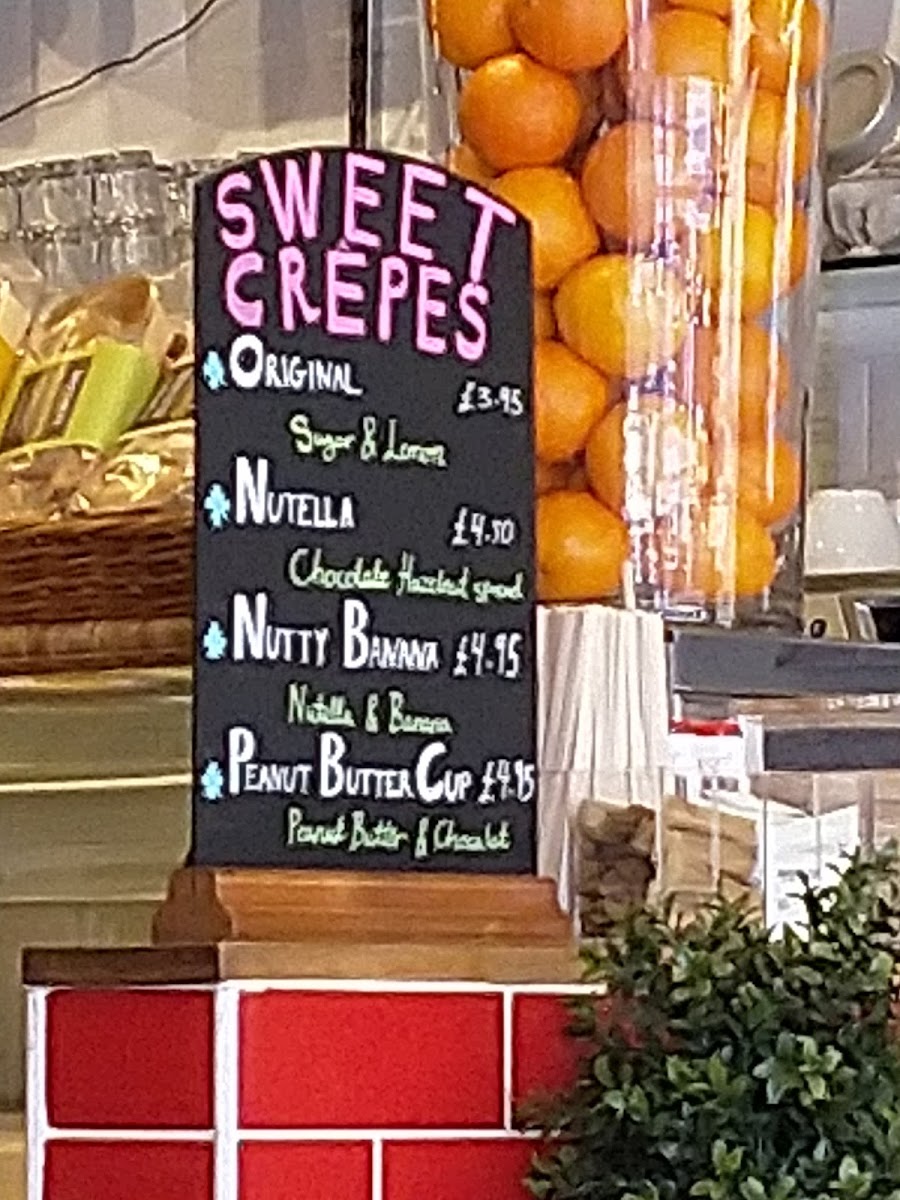 SWEET
CRÊPES
ORIGINAL £3.95
Sugar & Lemon
NUTELLA £4.50
Chocolate Hazelnut spread
NUTTY BANANA £4.95
Nutella & Banana
PEANUT BUTTER CUP £4.95
Peanut Butter & Chocolat